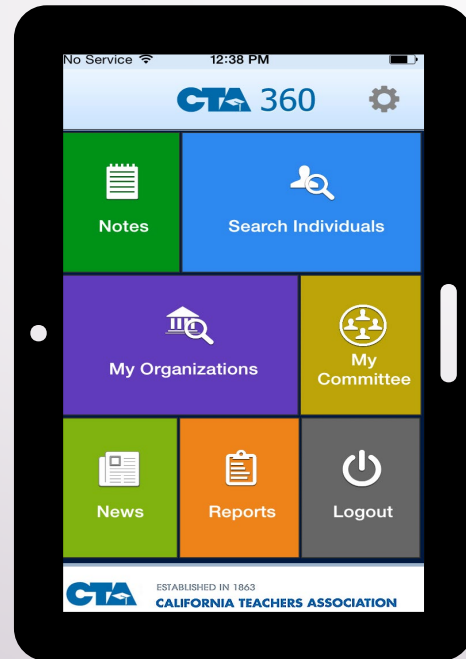 No Service 12:38 PM
CTA 360
Notes
Search Individuals
My Organizations
My
Committee
News
Reports
Logout
CTA
ESTABLISHED IN 1863
CALIFORNIA TEACHERS ASSOCIATION